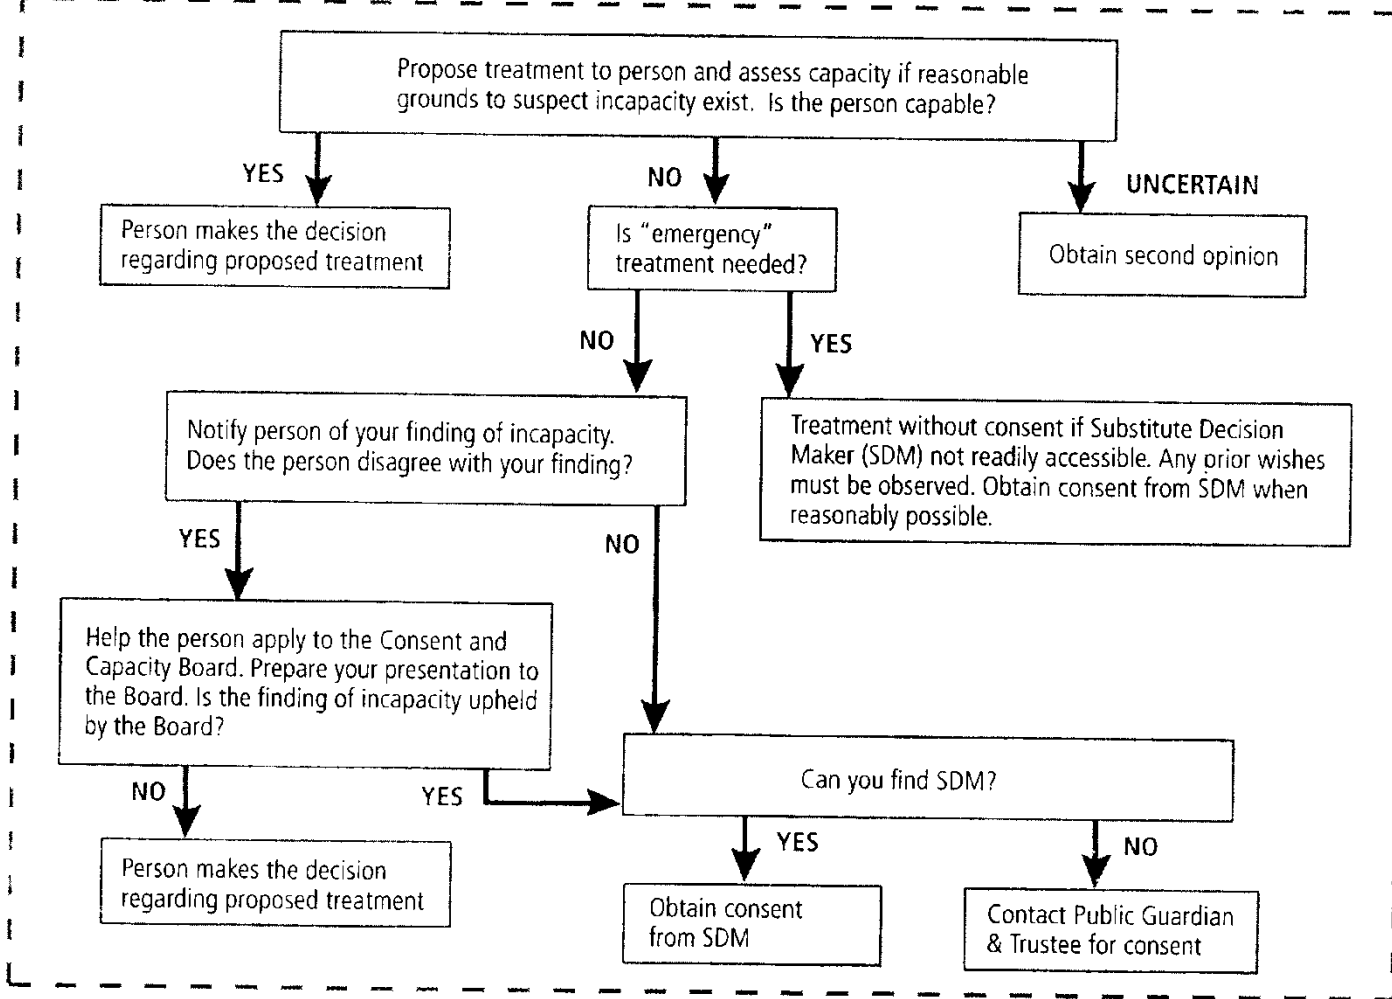 Propose treatment to person and assess capacity if reasonable
grounds to suspect incapacity exist. Is the person capable?
YES
NO
UNCERTAIN
Person makes the decision
regarding proposed treatment
Is “emergency”
treatment needed?
Obtain second opinion
NO
YES
Notify person of your finding of incapacity.
Does the person disagree with your finding?
Treatment without consent if Substitute Decision
Maker (SDM) not readily accessible. Any prior wishes
must be observed. Obtain consent from SDM when
reasonably possible.
YES
NO
Help the person apply to the Consent and
Capacity Board. Prepare your presentation to
the Board. Is the finding of incapacity upheld
by the Board?
Can you find SDM?
NO
YES
YES
NO
Person makes the decision
regarding proposed treatment
Obtain consent
from SDM
Contact Public Guardian
& Trustee for consent